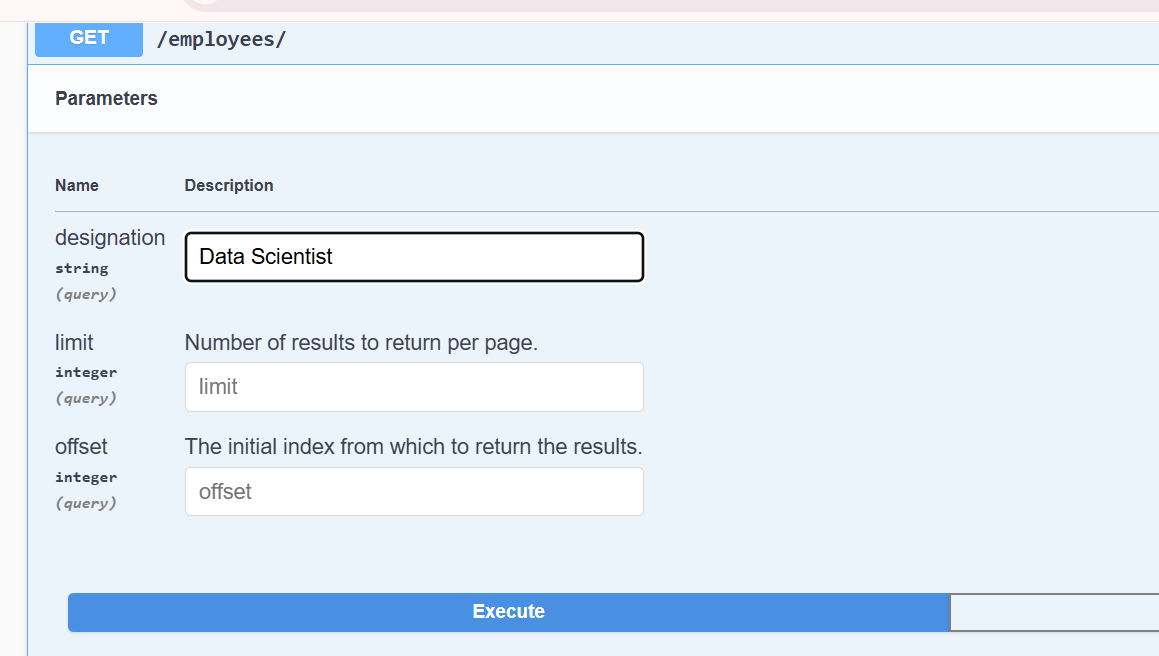 GET /employees/
Parameters
Name Description
designation
string
(query)
Data Scientist
limit
integer
(query)
Number of results to return per page.
limit
offset
integer
(query)
The initial index from which to return the results.
offset
Execute